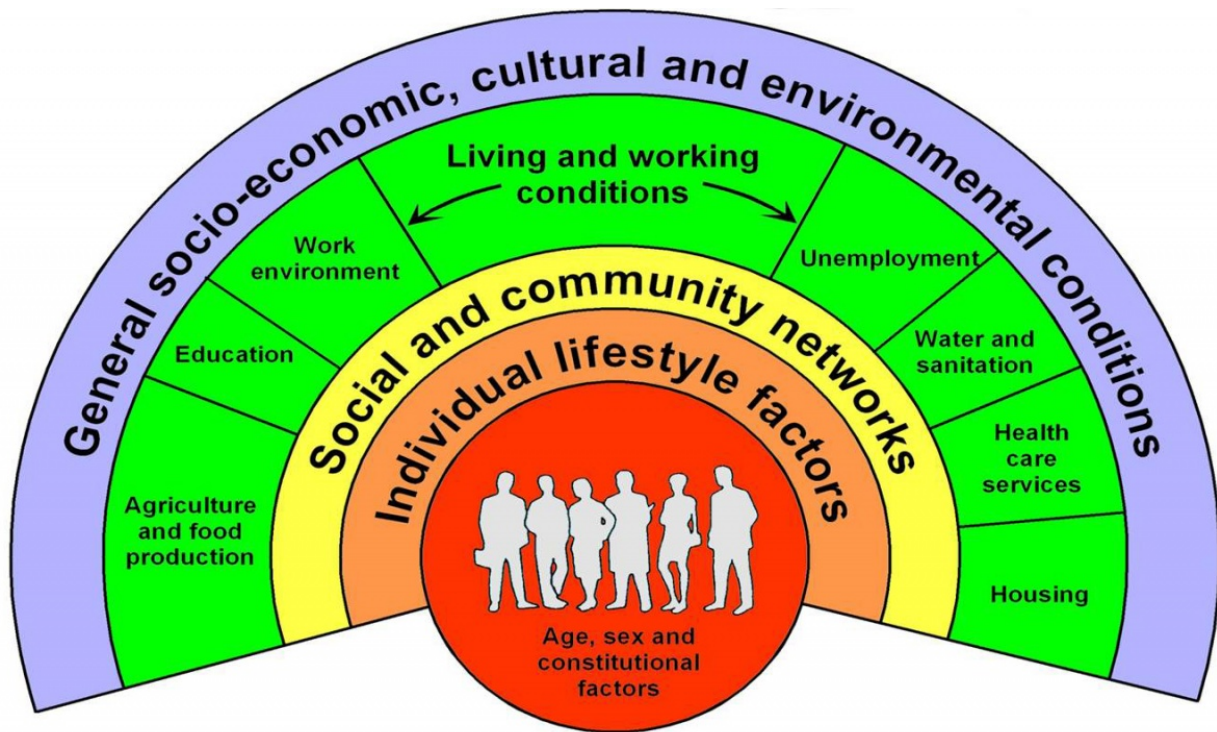 General socio-economic, cultural and environmental conditions
Living and working
conditions
Work
environment
Unemployment
Education
Water and
sanitation
Agriculture
and food
production
Health
care
services
Housing
Social and community networks
Individual lifestyle factors
Age, sex and
constitutional
factors